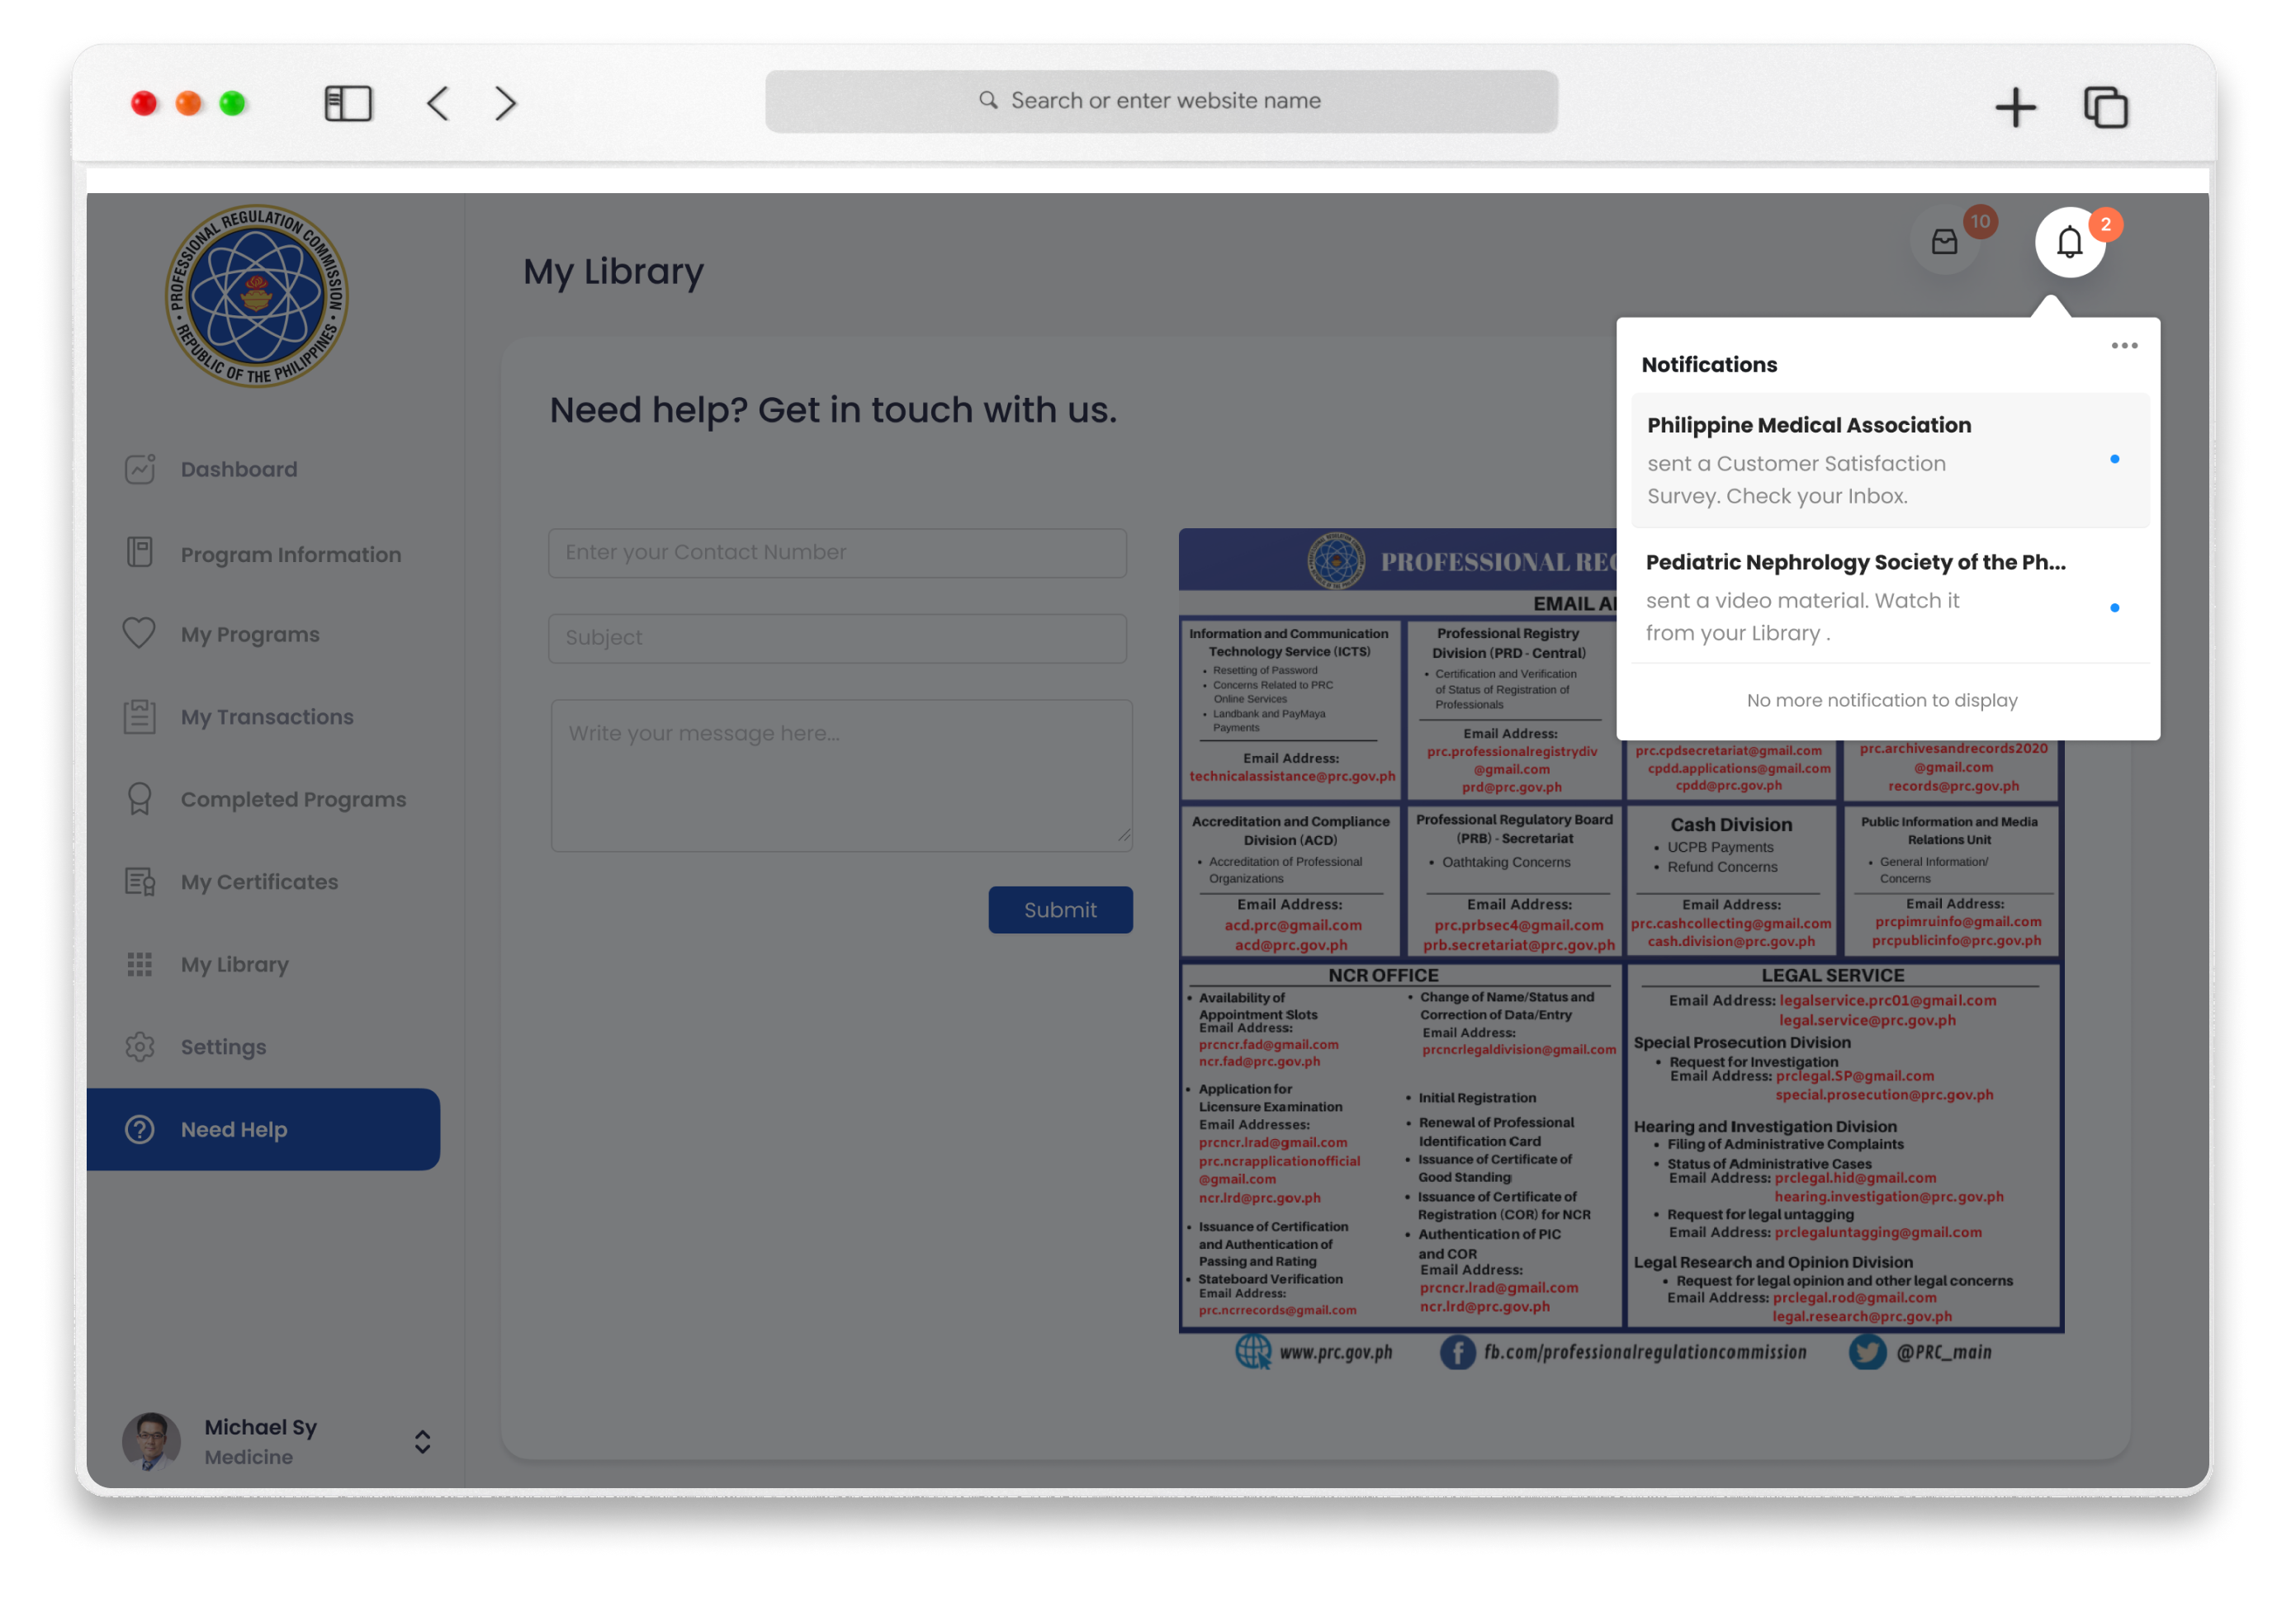 Search or enter website name
PROFESSIONAL REGULATION COMMISSION
REPUBLIC OF THE PHILIPPINES
My Library
10
2
Notifications
Philippine Medical Association
sent a Customer Satisfaction
Survey. Check your Inbox.
Pediatric Nephrology Society of the Ph...
sent a video material. Watch it
from your Library .
No more notification to display
Dashboard
Program Information
My Programs
My Transactions
Completed Programs
My Certificates
My Library
Settings
Need Help
Michael Sy
Medicine
Need help? Get in touch with us.
Enter your Contact Number
Subject
Write your message here...
Submit
PROFESSIONAL
EMAIL
Information and Communication
Technology Service (ICTS)
• Resetting of Password
• Concerns Related to PRC
Online Services
• Landbank and PayMaya
Payments
Email Address:
technicalassistance@prc.gov.ph
Professional Registry
Division (PRD - Central)
• Certification and Verification
of Status of Registration of
Professionals
Email Address:
prc.professionalregistrydiv
@gmail.com
prd@prc.gov.ph
prc.cpdsecretariat@gmail.com
cpdd.applications@gmail.com
cpdd@prc.gov.ph
prc.archivesandrecords2020
@gmail.com
records@prc.gov.ph
Accreditation and Compliance
Division (ACD)
• Accreditation of Professional
Organizations
Email Address:
acd.prc@gmail.com
acd@prc.gov.ph
Professional Regulatory Board
(PRB) - Secretariat
• Oathtaking Concerns
Email Address:
prc.prbsec4@gmail.com
prb.secretariat@prc.gov.ph
Cash Division
• UCPB Payments
• Refund Concerns
Email Address:
prc.cashcollecting@gmail.com
cash.division@prc.gov.ph
Public Information and Media
Relations Unit
• General Information/
Concerns
Email Address:
prcpimruinfo@gmail.com
prcpublicinfo@prc.gov.ph
NCR OFFICE
• Availability of
Appointment Slots
Email Address:
prcncr.fad@gmail.com
ncr.fad@prc.gov.ph
• Application for
Licensure Examination
Email Addresses:
prcncr.lrad@gmail.com
prc.ncrapplicationofficial
@gmail.com
ncr.lrd@prc.gov.ph
• Issuance of Certification
and Authentication of
Passing and Rating
• Stateboard Verification
Email Address:
prc.ncrrecords@gmail.com
• Change of Name/Status and
Correction of Data/Entry
Email Address:
prcncrlegaldivision@gmail.com
• Initial Registration
• Renewal of Professional
Identification Card
• Issuance of Certificate of
Good Standing
• Issuance of Certificate of
Registration (COR) for NCR
• Authentication of PIC
and COR
Email Address:
prcncr.lrad@gmail.com
ncr.lrd@prc.gov.ph
LEGAL SERVICE
Email Address: legalservice.prc01@gmail.com
legal.service@prc.gov.ph
Special Prosecution Division
• Request for Investigation
Email Address: prclegal.SP@gmail.com
special.prosecution@prc.gov.ph
Hearing and Investigation Division
• Filing of Administrative Complaints
• Status of Administrative Cases
Email Address: prclegal.hid@gmail.com
hearing.investigation@prc.gov.ph
• Request for legal untagging
Email Address: prclegaluntagging@gmail.com
Legal Research and Opinion Division
• Request for legal opinion and other legal concerns
Email Address: prclegal.rod@gmail.com
legal.research@prc.gov.ph
www.prc.gov.ph
fb.com/professionalregulationcommission
@PRC_main